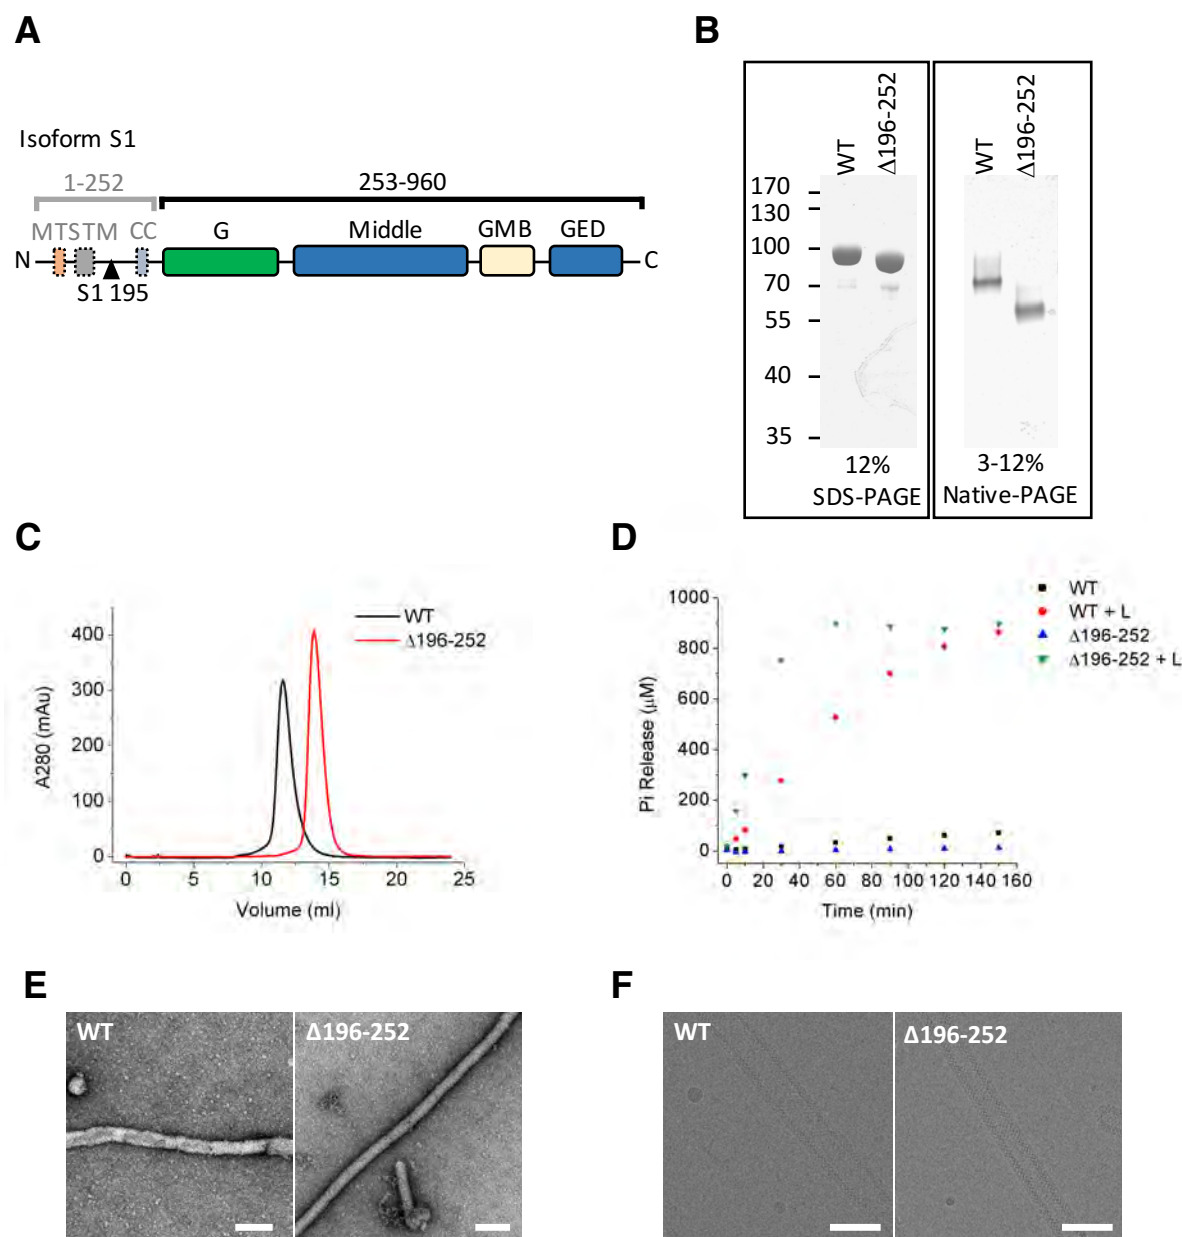 A
Isoform S1
1-252
253-960
MTS TM CC G Middle GMB GED
N C
S1 195
B
WT Δ196-252 WT Δ196-252
170
130
100
70
55
40
35
12%
SDS-PAGE
3-12%
Native-PAGE
C
WT
Δ196-252
400
300
200
100
0
A280 (mAu)
0 5 10 15 20 25
Volume (ml)
D
WT
WT + L
Δ196-252
Δ196-252 + L
1000
800
600
400
200
0
Pi Release (μM)
0 20 40 60 80 100 120 140 160
Time (min)
E
WT
Δ196-252
F
WT
Δ196-252